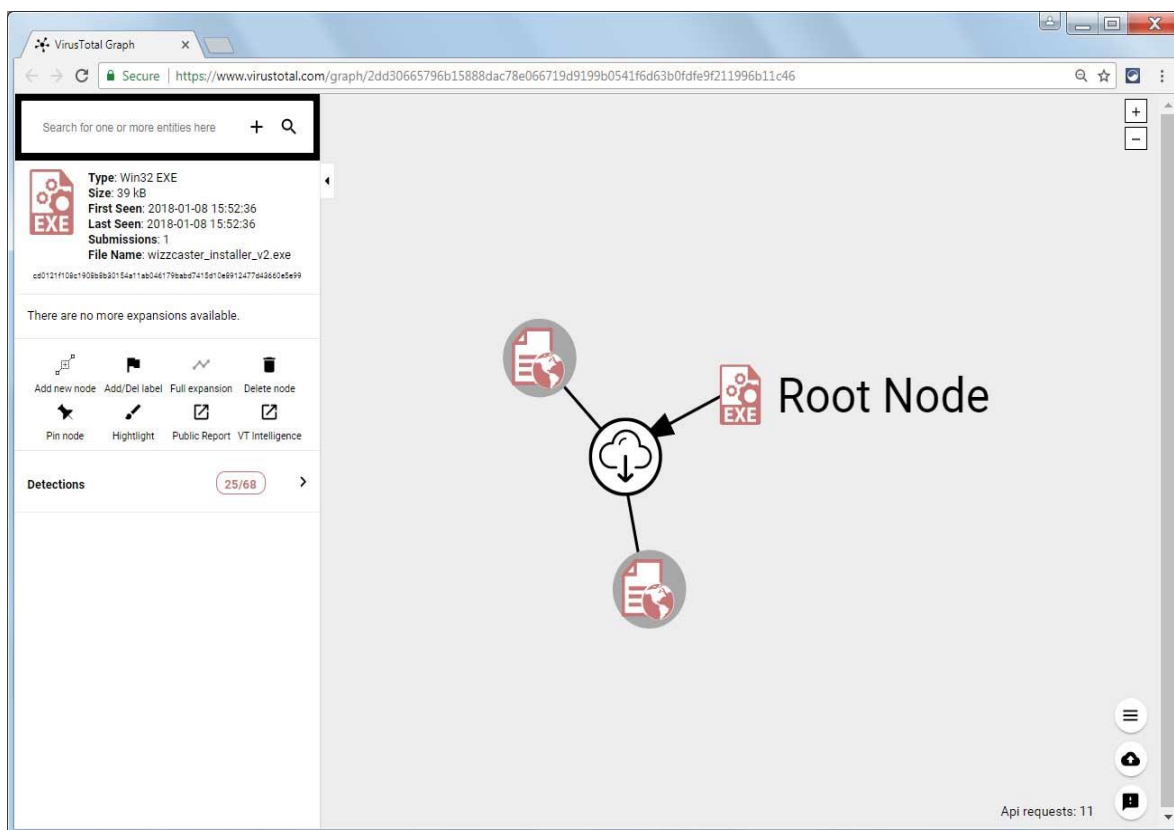 VirusTotal Graph
Secure | https://www.virustotal.com/graph/2dd30665796b15888dac78e066719d9199b0541f6d63b0fdfe9f211996b11c46
Search for one or more entities here
Type: Win32 EXE
Size: 39 kB
First Seen: 2018-01-08 15:52:36
Last Seen: 2018-01-08 15:52:36
Submissions: 1
File Name: wizzcaster_installer_v2.exe
There are no more expansions available.
Add new node Add/Del label Full expansion Delete node
Pin node Hightlight Public Report VT Intelligence
Detections 25/68
EXE
EXE Root Node
Api requests: 11